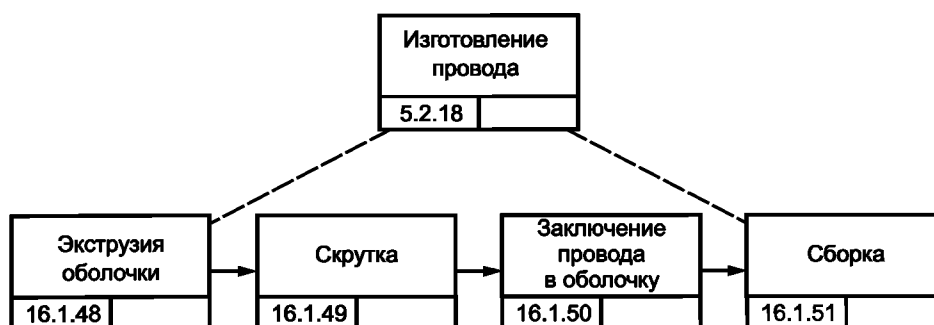 Изготовление
провода
5.2.18
Экструзия
оболочки
16.1.48
Скрутка
16.1.49
Заключение
провода
в оболочку
16.1.50
Сборка
16.1.51